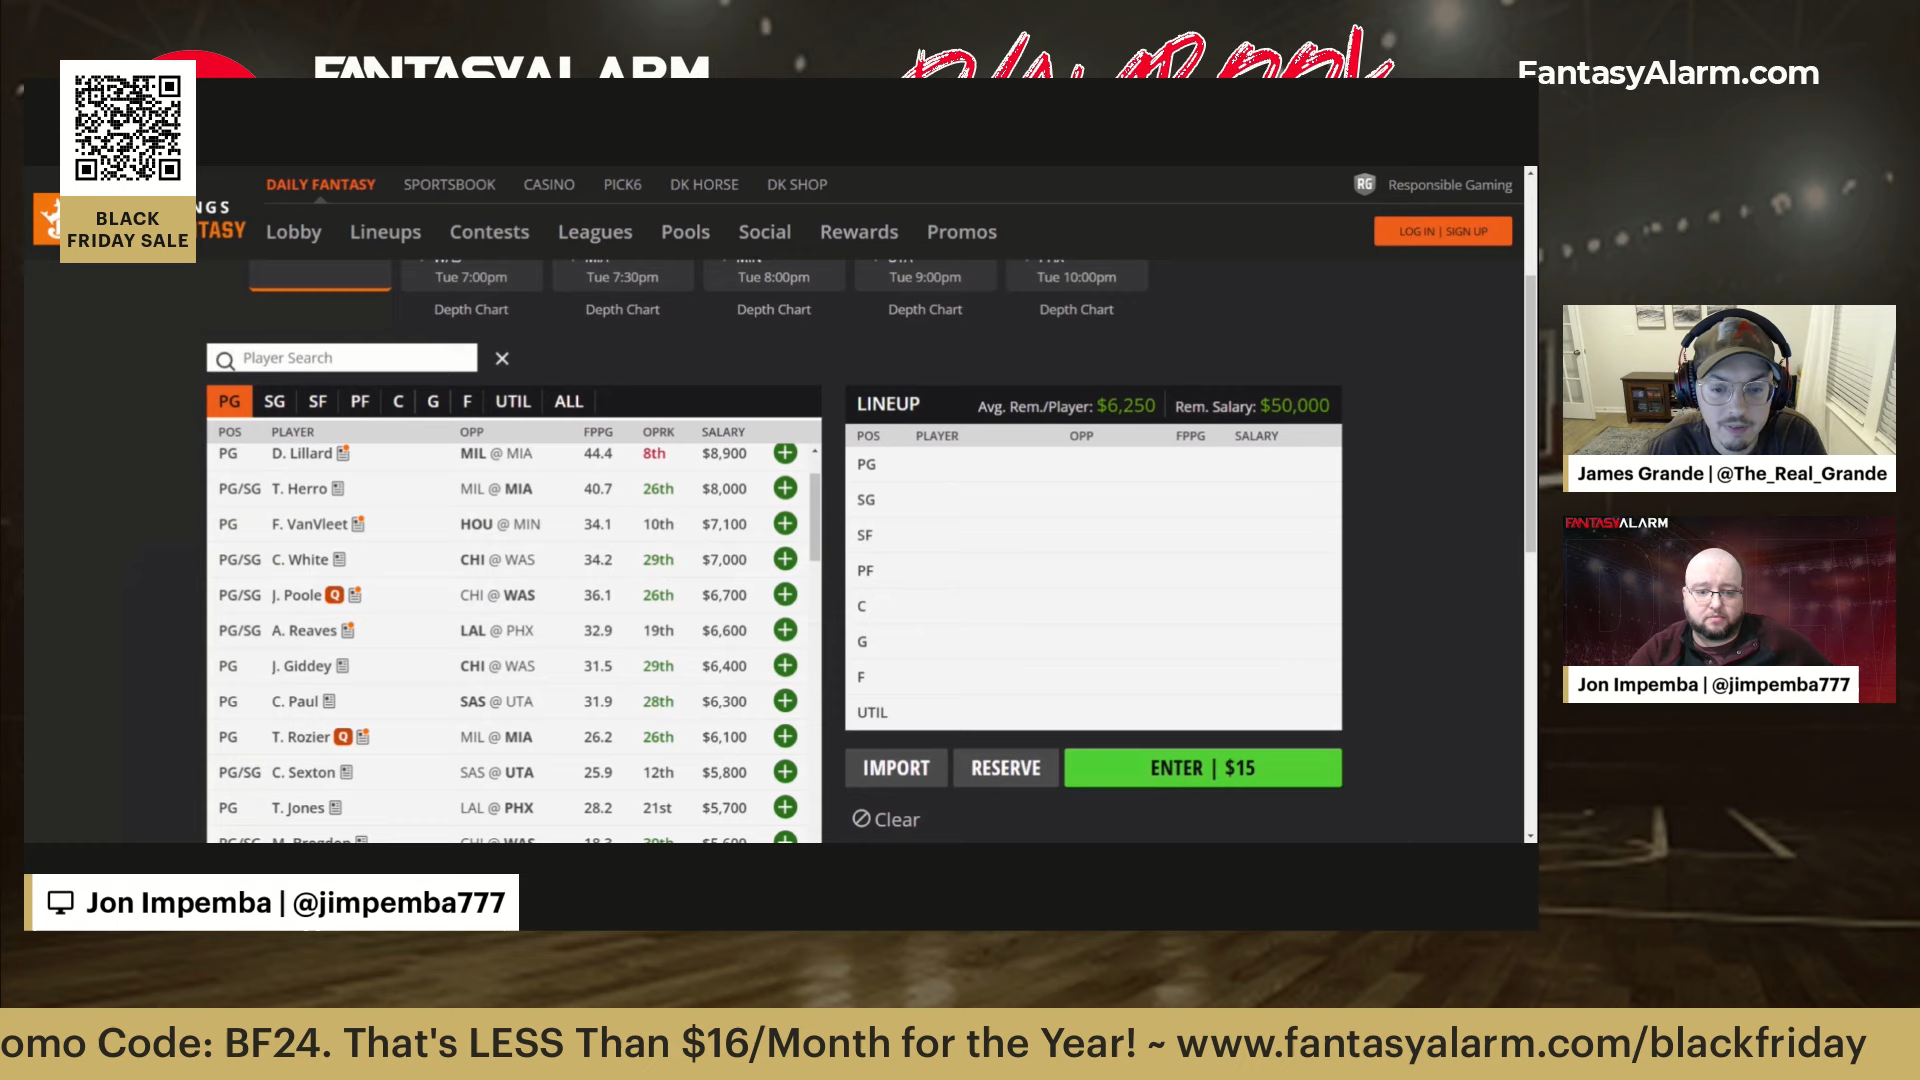 FANTASYALARM
PLAYBOOK
FantasyAlarm.com
BLACK
FRIDAY SALE
DAILY FANTASY SPORTSBOOK CASINO PICK6 DK HORSE DK SHOP
RG Responsible Gaming
Lobby Lineups Contests Leagues Pools Social Rewards Promos
LOG IN | SIGN UP
Tue 7:00pm Tue 7:30pm Tue 8:00pm Tue 9:00pm Tue 10:00pm
Depth Chart Depth Chart Depth Chart Depth Chart Depth Chart
Player Search
PG SG SF PF C G F UTIL ALL
POS PLAYER OPP FPPG OPRK SALARY
PG D. Lillard MIL @ MIA 44.4 8th $8,900
PG/SG T. Herro MIL @ MIA 40.7 26th $8,000
PG F. VanVleet HOU @ MIN 34.1 10th $7,100
PG/SG C. White CHI @ WAS 34.2 29th $7,000
PG/SG J. Poole Q CHI @ WAS 36.1 26th $6,700
PG/SG A. Reaves LAL @ PHX 32.9 19th $6,600
PG J. Giddey CHI @ WAS 31.5 29th $6,400
PG C. Paul SAS @ UTA 31.9 28th $6,300
PG T. Rozier Q MIL @ MIA 26.2 26th $6,100
PG/SG C. Sexton SAS @ UTA 25.9 12th $5,800
PG T. Jones LAL @ PHX 28.2 21st $5,700
LINEUP Avg. Rem./Player: $6,250 Rem. Salary: $50,000
POS PLAYER OPP FPPG SALARY
PG
SG
SF
PF
C
G
F
UTIL
IMPORT RESERVE ENTER | $15
Clear
James Grande | @The_Real_Grande
FANTASYALARM
Jon Impemba | @jimpemba777
Jon Impemba | @jimpemba777
omo Code: BF24. That's LESS Than $16/Month for the Year! ~ www.fantasyalarm.com/blackfriday